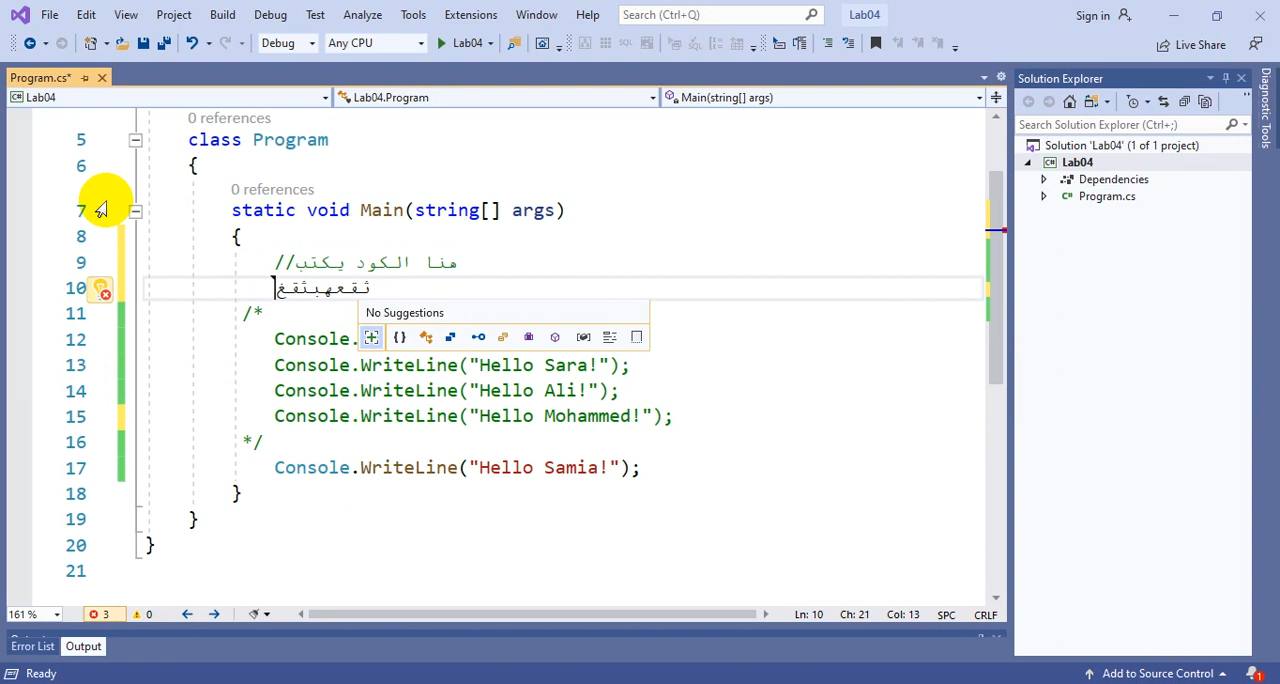 File Edit View Project Build Debug Test Analyze Tools Extensions Window Help Search (Ctrl+Q) Lab04 Sign in
Debug Any CPU Lab04 Live Share
Program.cs*
Lab04 Lab04.Program Main(string[] args)
0 references
5 class Program
6 {
0 references
7 static void Main(string[] args)
8 {
9 //هنا الكود يكتب
10 ثقعهبثقغ
11 /*
No Suggestions
12 Console.
13 Console.WriteLine("Hello Sara!");
14 Console.WriteLine("Hello Ali!");
15 Console.WriteLine("Hello Mohammed!");
16 */
17 Console.WriteLine("Hello Samia!");
18 }
19 }
20 }
21
161 % 3 0 Ln: 10 Ch: 21 Col: 13 SPC CRLF
Error List Output
Ready Add to Source Control 1
Solution Explorer
Search Solution Explorer (Ctrl+;)
Solution 'Lab04' (1 of 1 project)
C# Lab04
Dependencies
C# Program.cs
Diagnostic Tools